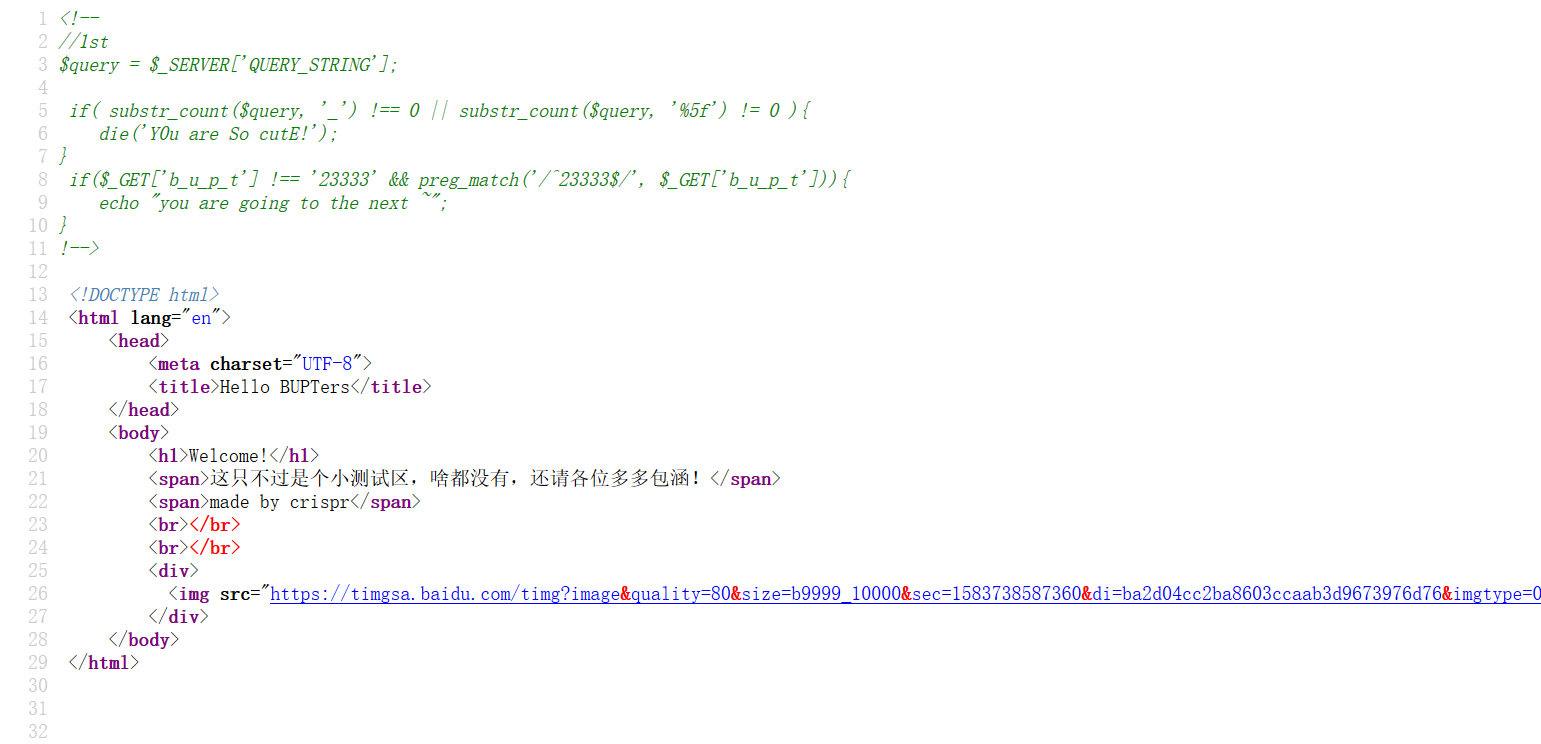 1 <!--
2 //1st
3 $query = $_SERVER['QUERY_STRING'];
4
5 if( substr_count($query, '_') !== 0 || substr_count($query, '%5f') != 0 ){
6 die('Y0u are So cutE!');
7 }
8 if($_GET['b_u_p_t'] !== '23333' && preg_match('/^23333$/', $_GET['b_u_p_t'])){
9 echo "you are going to the next ~";
10 }
11 !-->
12
13 <!DOCTYPE html>
14 <html lang="en">
15 <head>
16 <meta charset="UTF-8">
17 <title>Hello BUPTers</title>
18 </head>
19 <body>
20 <h1>Welcome!</h1>
21 <span>这只不过是个小测试区，啥都没有，还请各位多多包涵！</span>
22 <span>made by crispr</span>
23 <br></br>
24 <br></br>
25 <div>
26 <img src="https://timgsa.baidu.com/timg?image&quality=80&size=b9999_10000&sec=1583738587360&di=ba2d04cc2ba8603ccaab3d9673976d76&imgtype=0
27 </div>
28 </body>
29 </html>
30
31
32